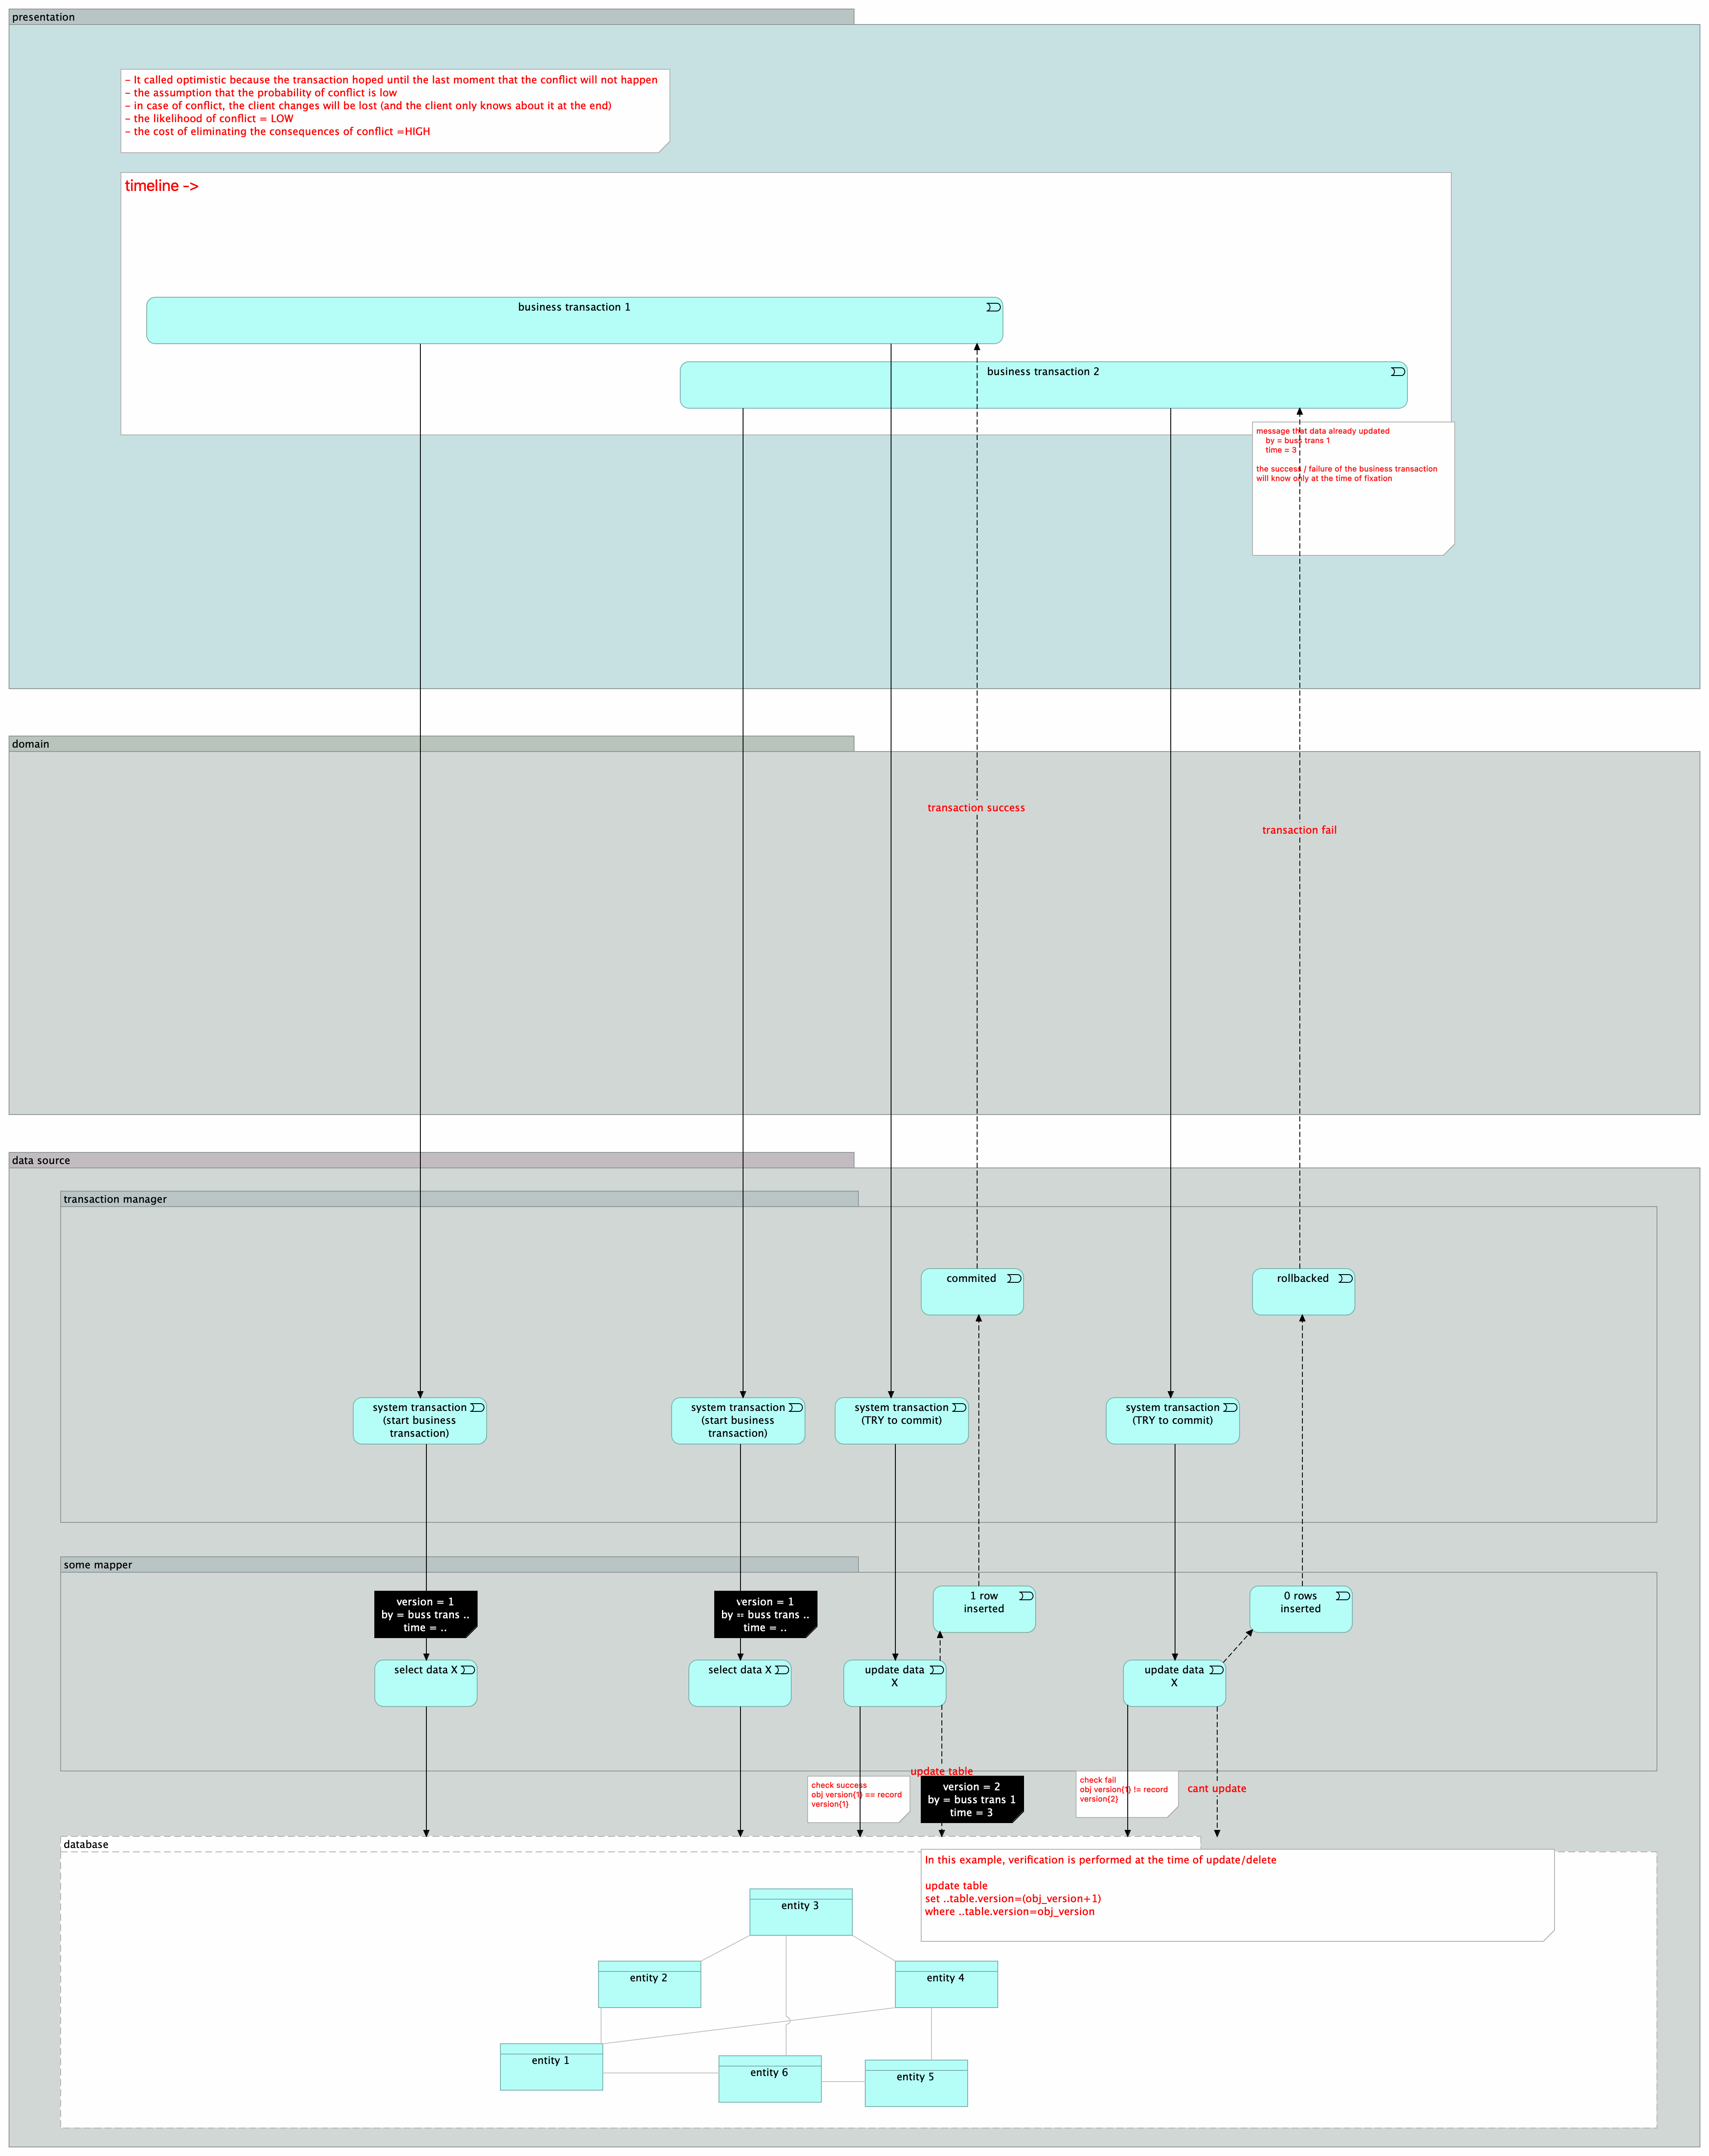 presentation
- It called optimistic because the transaction hoped until the last moment that the conflict will not happen
- the assumption that the probability of conflict is low
- in case of conflict, the client changes will be lost (and the client only knows about it at the end)
- the likelihood of conflict = LOW
- the cost of eliminating the consequences of conflict =HIGH
timeline ->
business transaction 1
business transaction 2
message that data already updated
by = buss trans 1
time = 3
the success / failure of the business transaction
will know only at the time of fixation
domain
transaction success
transaction fail
data source
transaction manager
commited
rollbacked
system transaction
(start business
transaction)
system transaction
(start business
transaction)
system transaction
(TRY to commit)
system transaction
(TRY to commit)
some mapper
version = 1
by = buss trans ..
time = ..
version = 1
by = buss trans ..
time = ..
1 row
inserted
0 rows
inserted
select data X
select data X
update data
X
update data
X
update table
check success
obj version{1} == record
version{1}
version = 2
by = buss trans 1
time = 3
check fail
obj version{1} != record
version{2}
cant update
database
In this example, verification is performed at the time of update/delete
update table
set ..table.version=(obj_version+1)
where ..table.version=obj_version
entity 3
entity 2
entity 4
entity 1
entity 6
entity 5